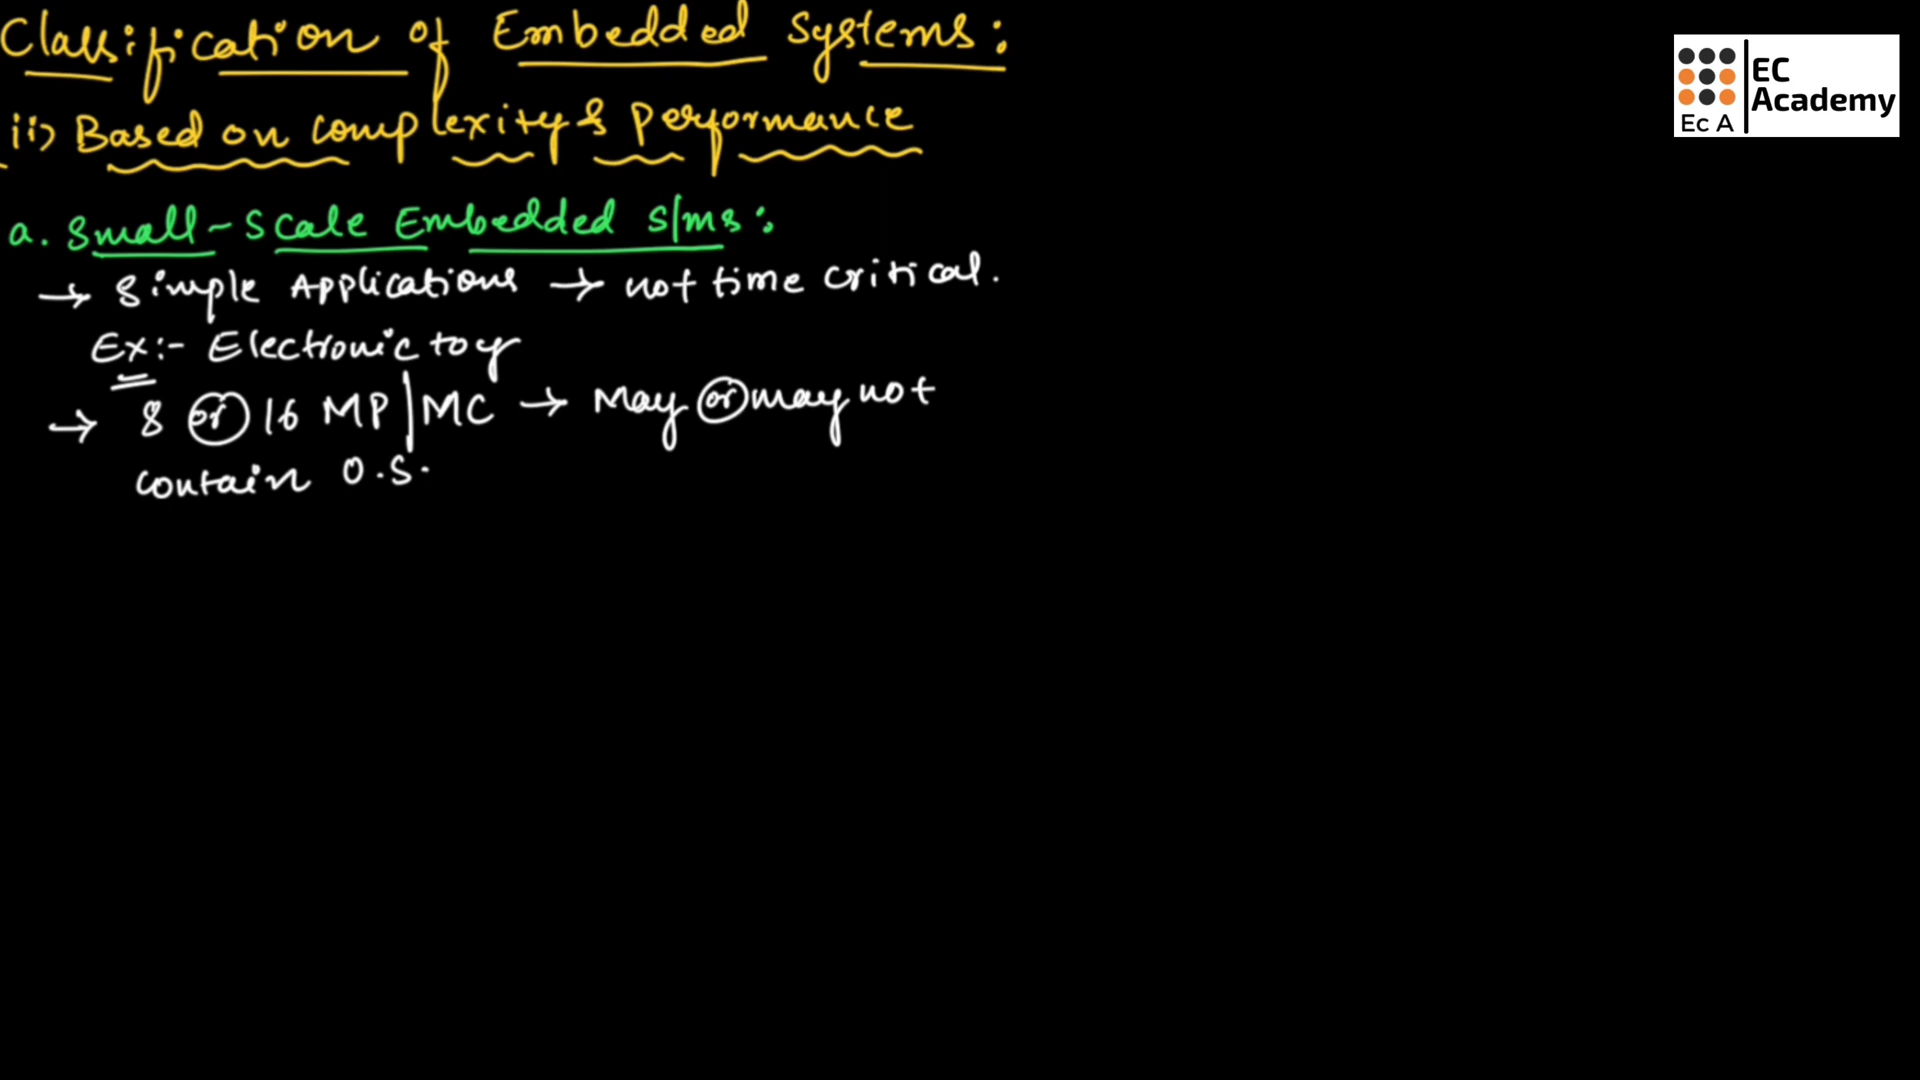 Classification of Embedded Systems:
ii) Based on complexity & Performance
a. Small-Scale Embedded S/ms:
→ Simple Applications → not time critical.
Ex:- Electronic toy
→ 8 or 16 MP/MC → May or may not
contain O.S.
EC
Academy
Ec A